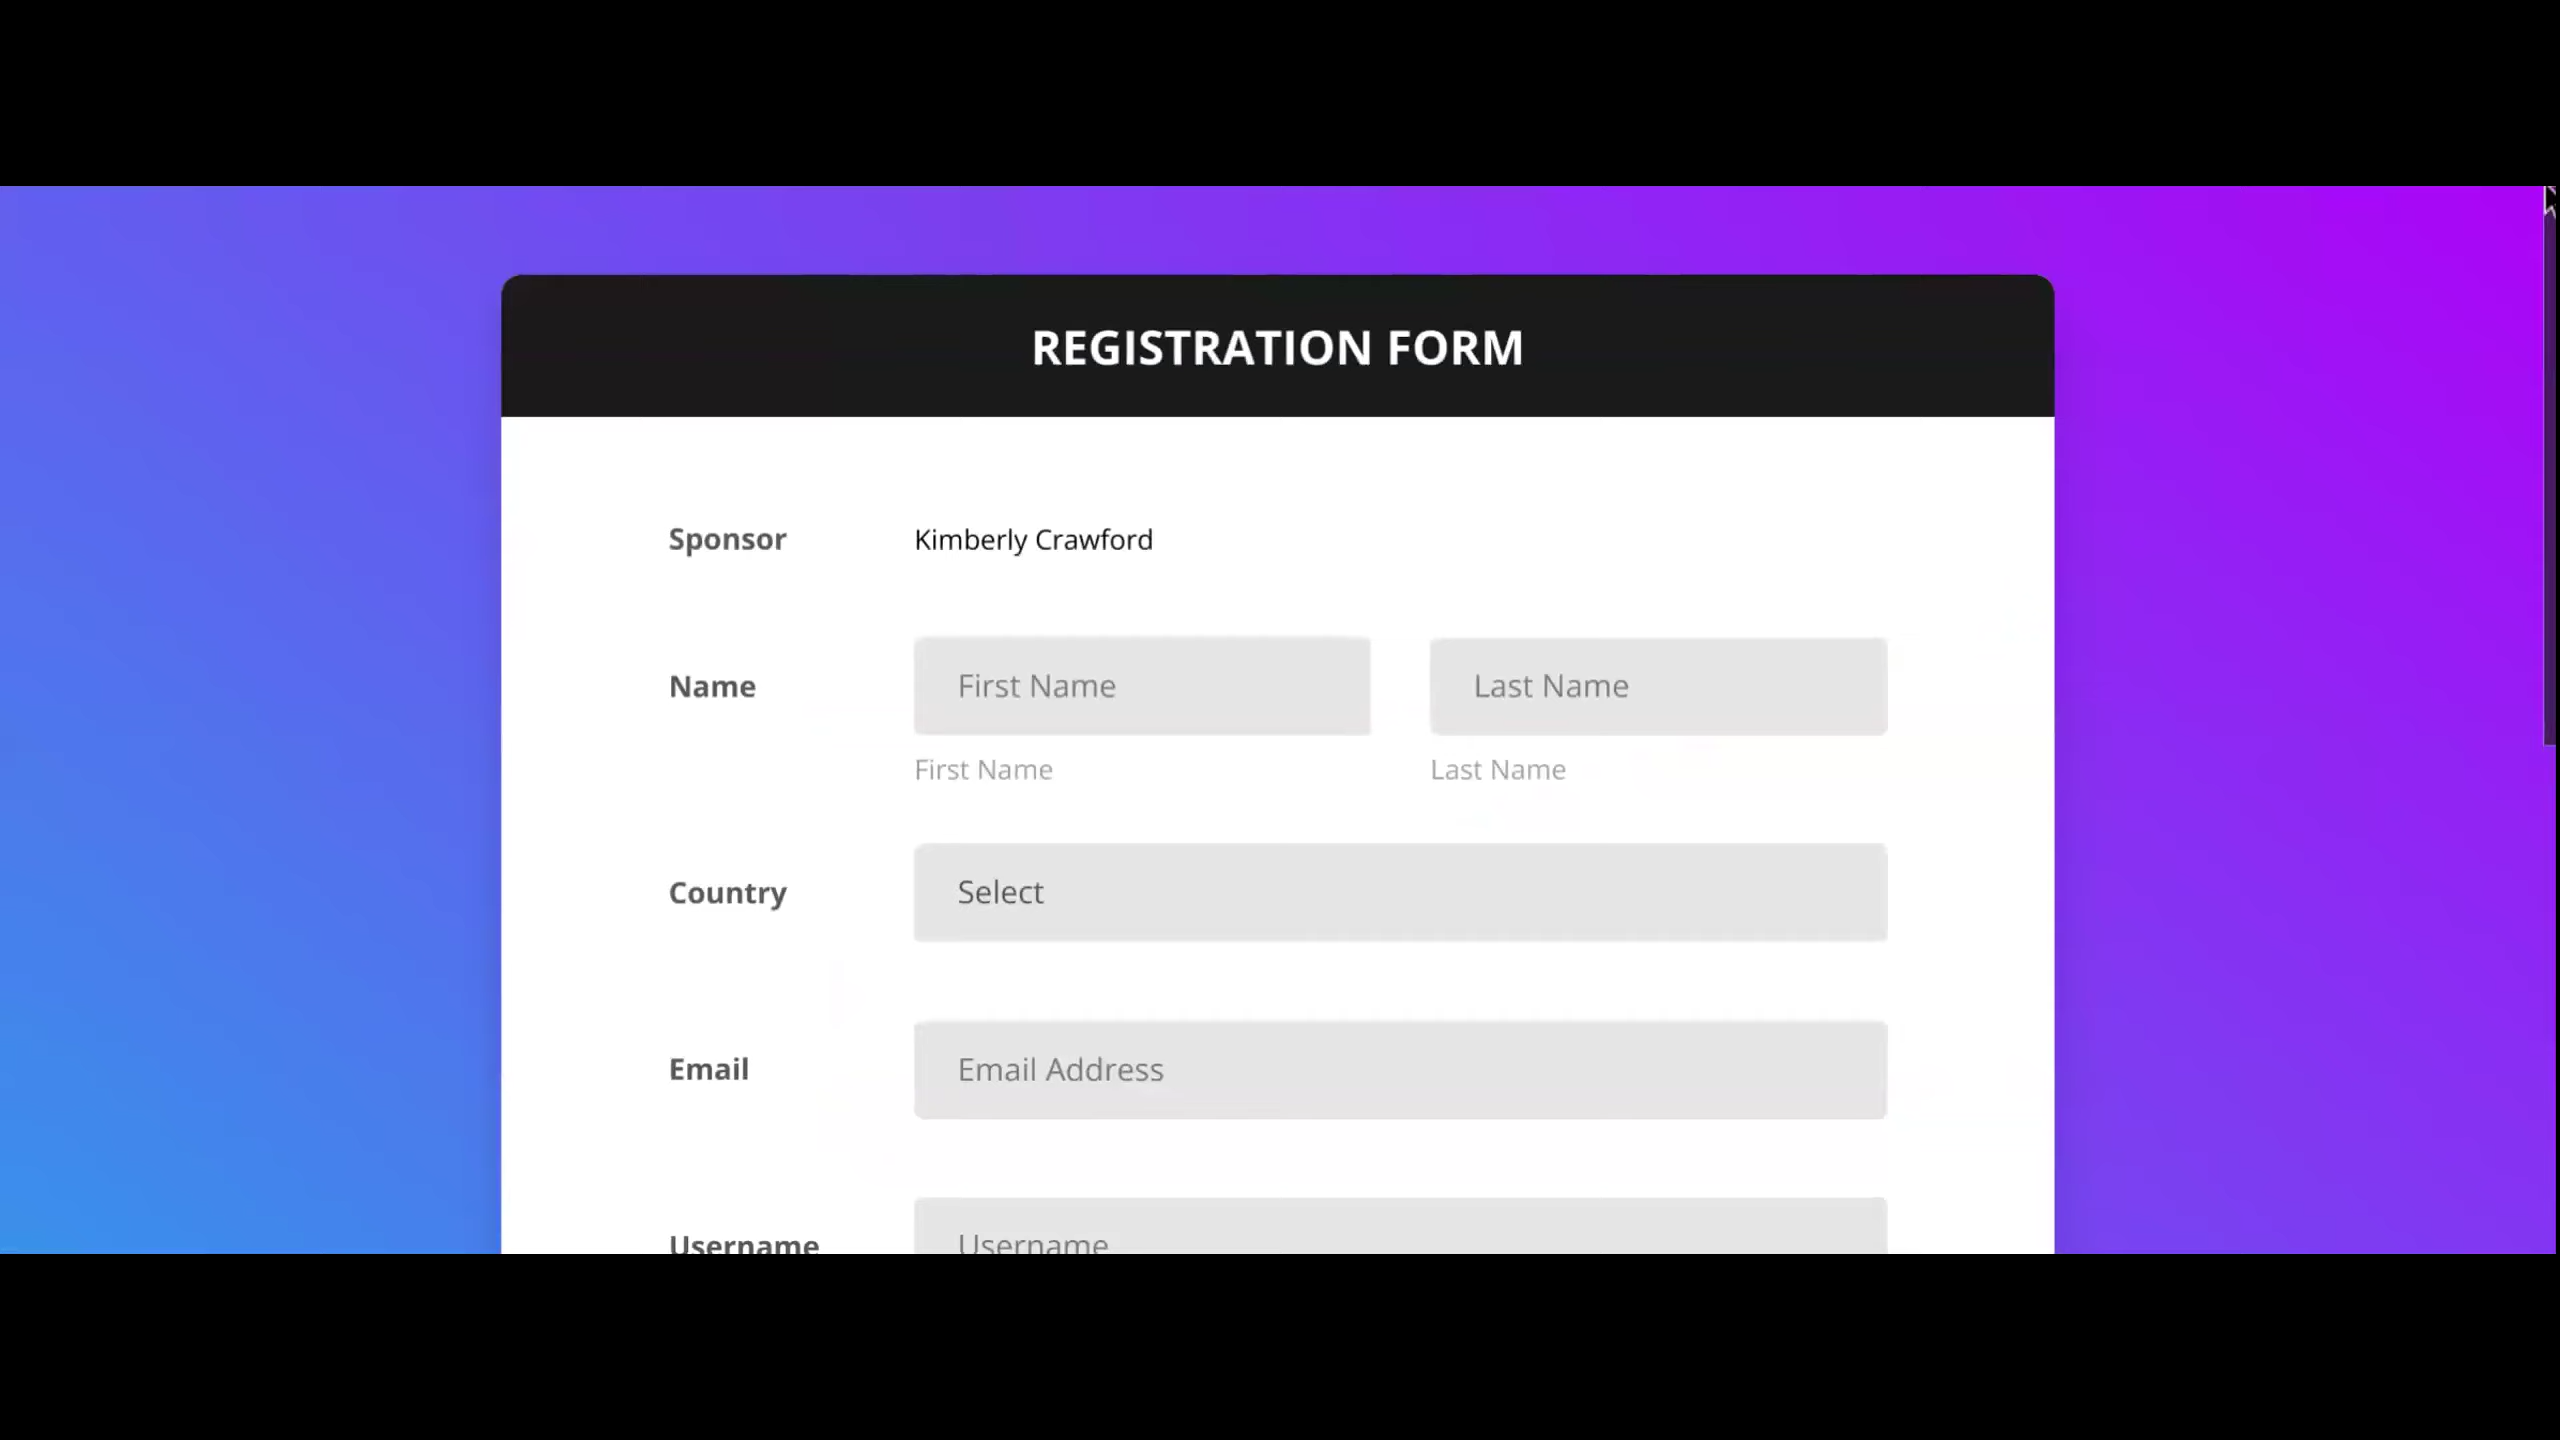 REGISTRATION FORM
Sponsor Kimberly Crawford
Name First Name Last Name
First Name Last Name
Country Select
Email Email Address
Username Username